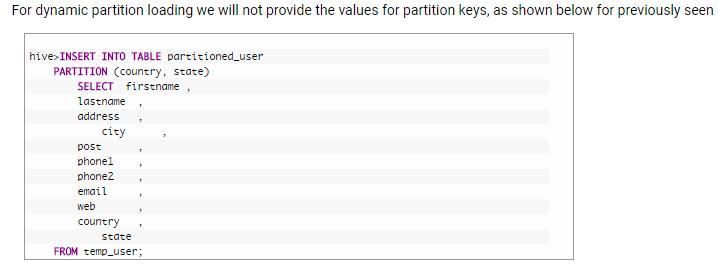 For dynamic partition loading we will not provide the values for partition keys, as shown below for previously seen
hive>INSERT INTO TABLE partitioned_user
PARTITION (country, state)
SELECT firstname ,
lastname ,
address ,
city ,
post ,
phone1 ,
phone2 ,
email ,
web ,
country ,
state
FROM temp_user;